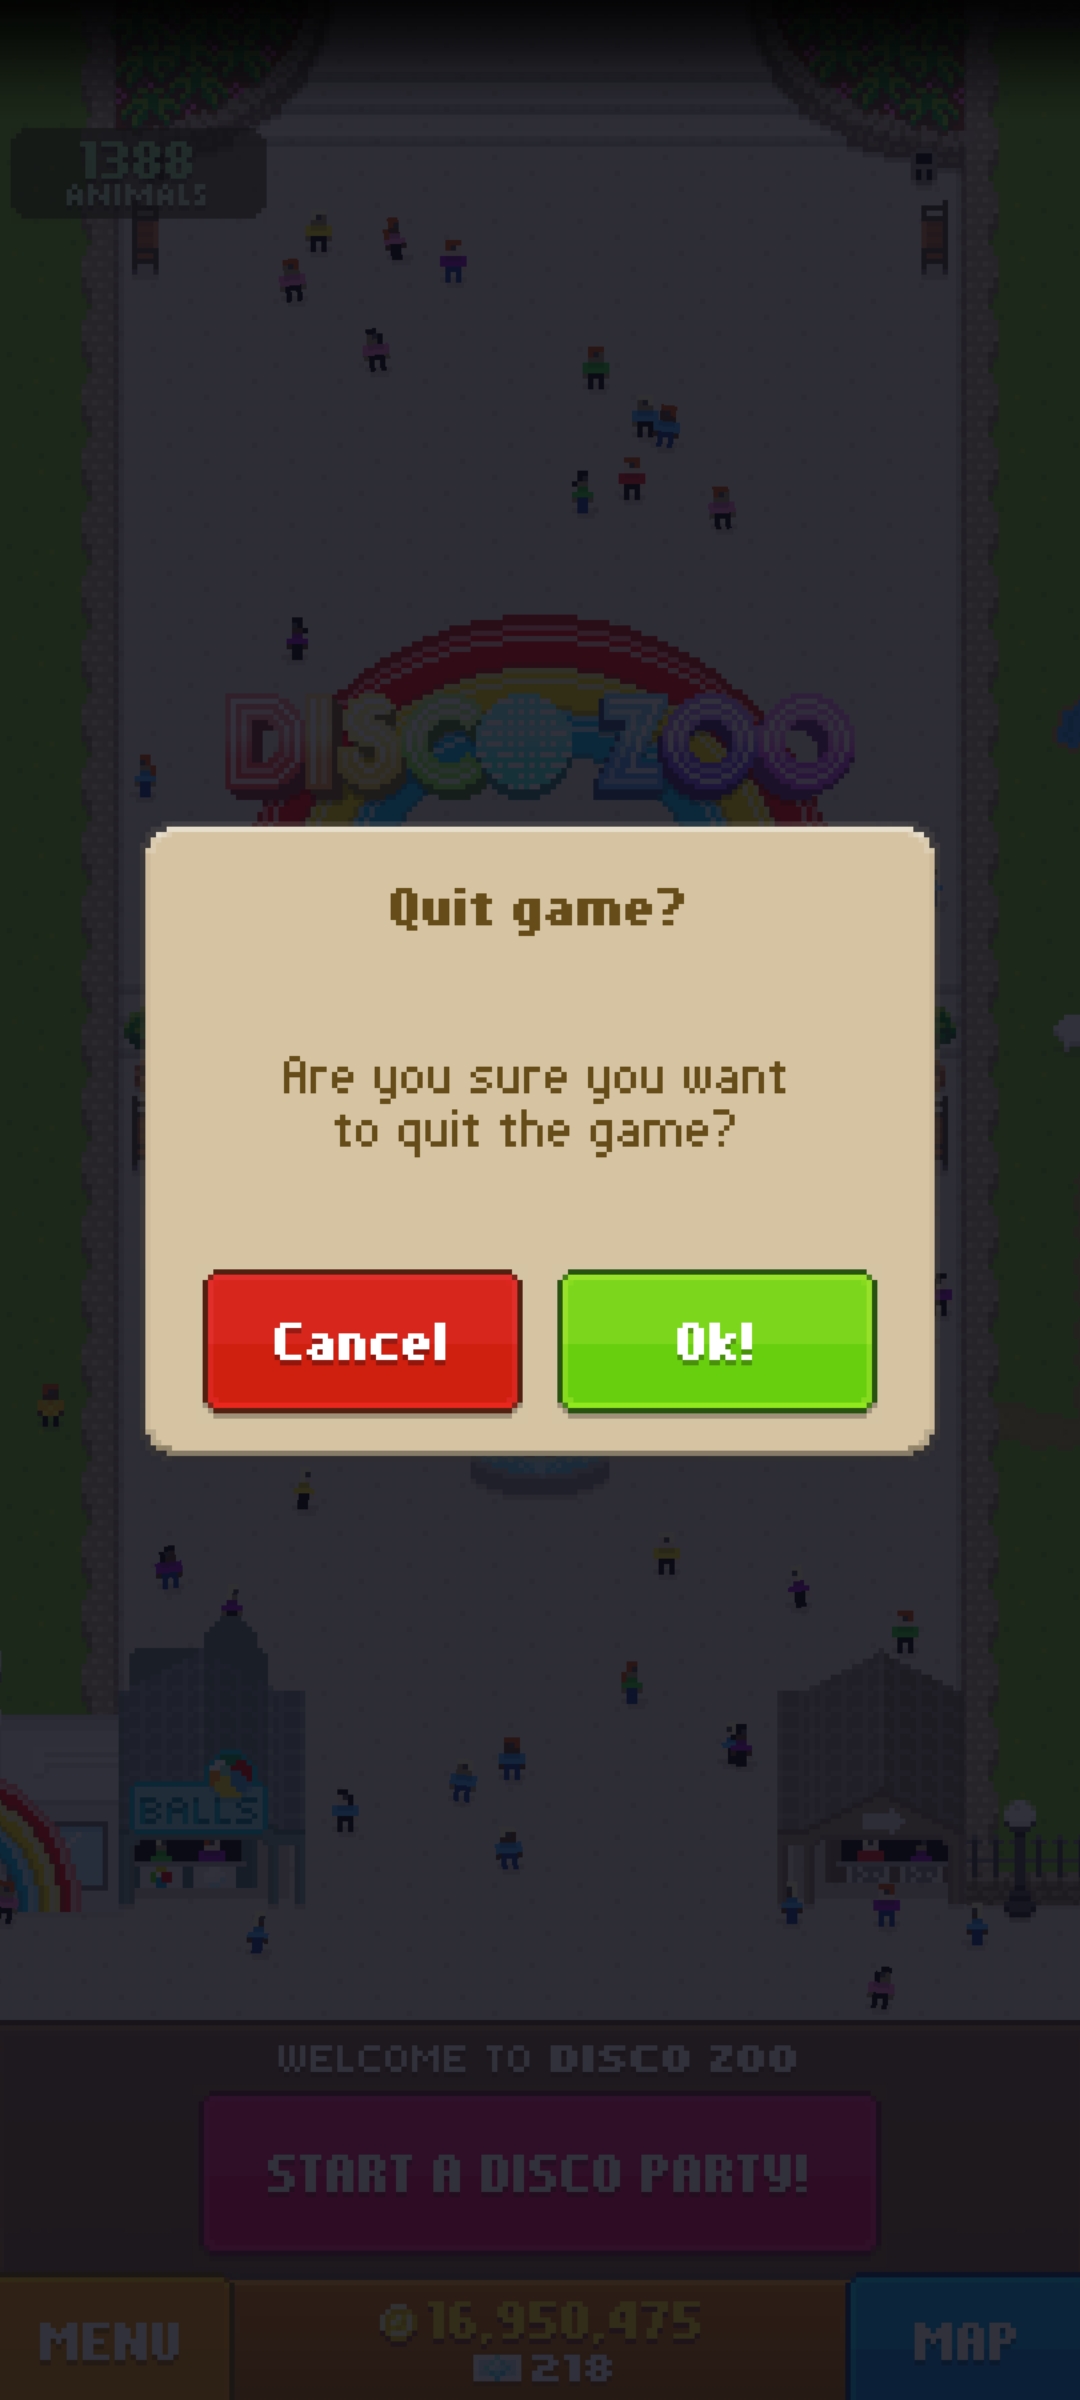 1388
ANIMALS
DISCO ZOO
Quit game?
Are you sure you want
to quit the game?
Cancel
Ok!
BALLS
WELCOME TO DISCO ZOO
START A DISCO PARTY!
MENU
16,950,475
218
MAP